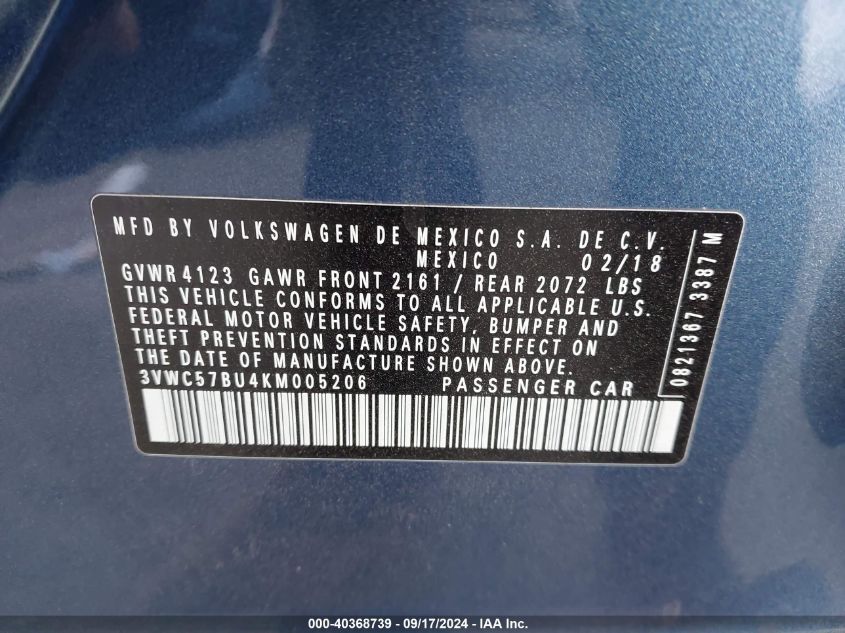 MFD BY VOLKSWAGEN DE MEXICO S.A. DE C.V.
MEXICO 02/18
GVWR 4123 GAWR FRONT 2161 / REAR 2072 LBS
THIS VEHICLE CONFORMS TO ALL APPLICABLE U.S.
FEDERAL MOTOR VEHICLE SAFETY, BUMPER AND
THEFT PREVENTION STANDARDS IN EFFECT ON
THE DATE OF MANUFACTURE SHOWN ABOVE.
3VWC57BU4KM005206 PASSENGER CAR
0821367 3387 M
000-40368739 - 09/17/2024 - IAA Inc.